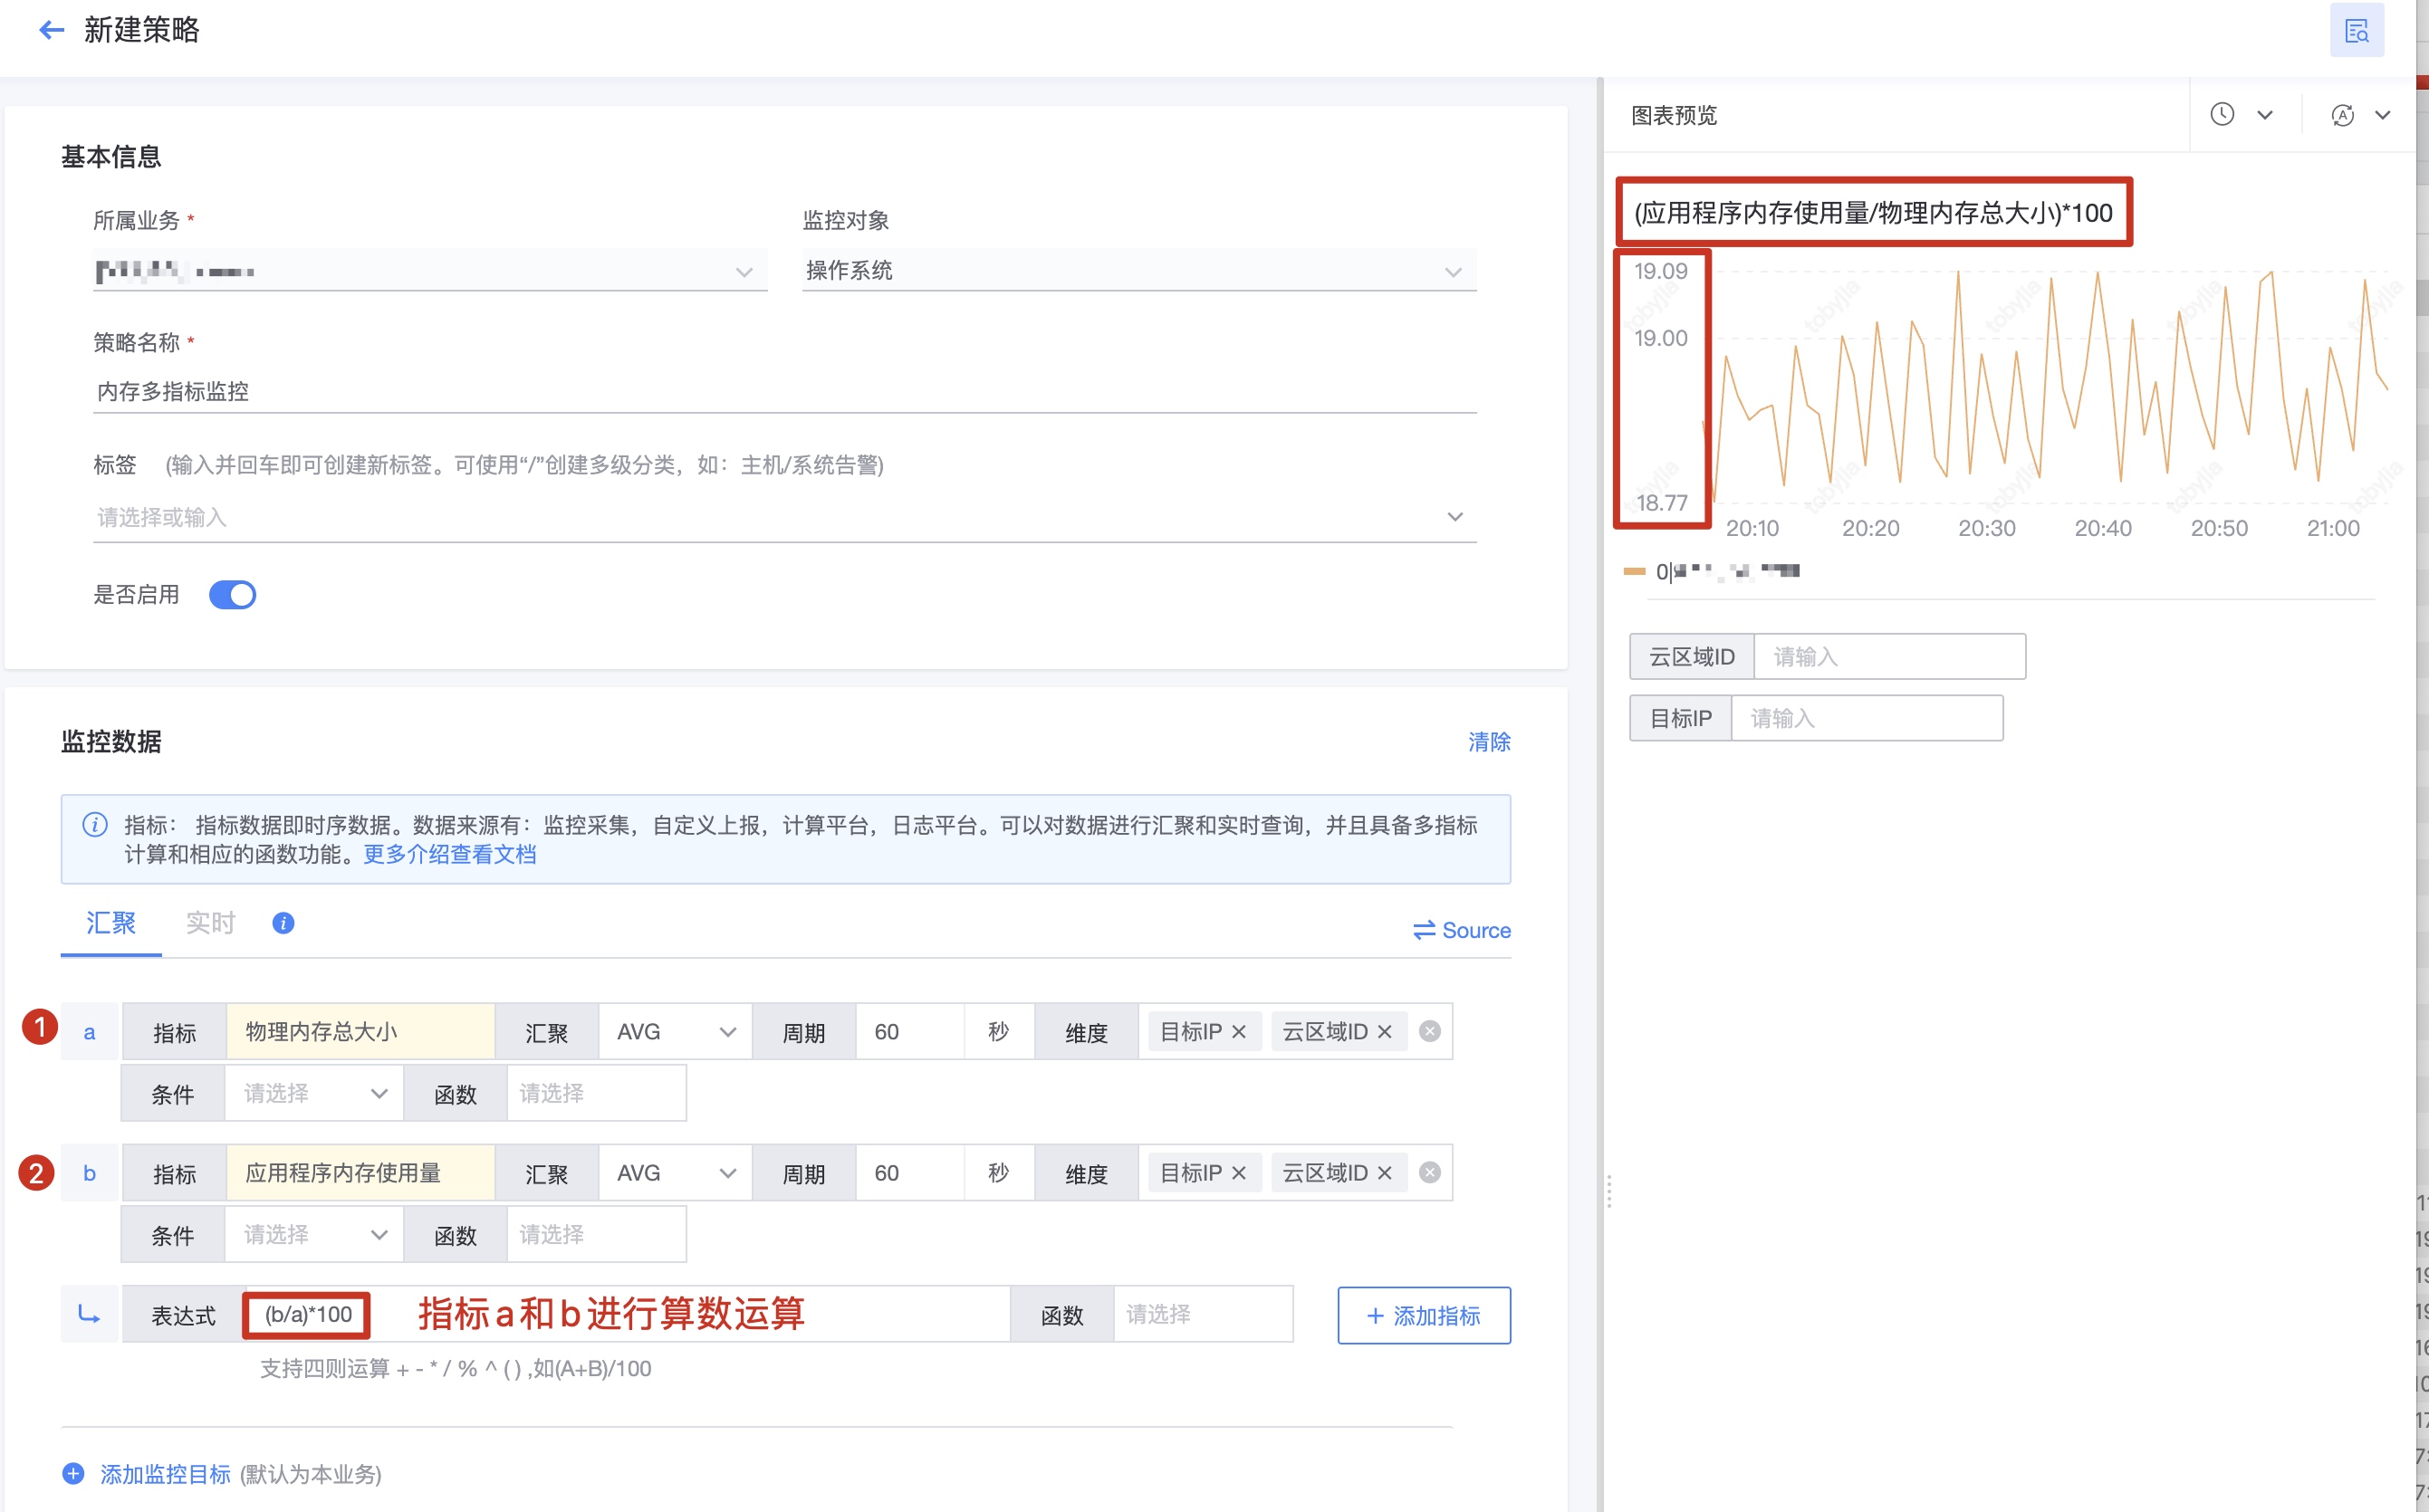 新建策略
基本信息
所属业务 *
监控对象
操作系统
策略名称 *
内存多指标监控
标签 (输入并回车即可创建新标签。可使用“/”创建多级分类，如：主机/系统告警)
请选择或输入
是否启用
监控数据
清除
指标： 指标数据即时序数据。数据来源有：监控采集，自定义上报，计算平台，日志平台。可以对数据进行汇聚和实时查询，并且具备多指标
计算和相应的函数功能。更多介绍查看文档
汇聚 实时
Source
1 a 指标 物理内存总大小 汇聚 AVG 周期 60 秒 维度 目标IP 云区域ID
条件 请选择 函数 请选择
2 b 指标 应用程序内存使用量 汇聚 AVG 周期 60 秒 维度 目标IP 云区域ID
条件 请选择 函数 请选择
表达式 (b/a)*100 指标a和b进行算数运算 函数 请选择 + 添加指标
支持四则运算 + - * / % ^ ( ) ,如(A+B)/100
添加监控目标 (默认为本业务)
图表预览
(应用程序内存使用量/物理内存总大小)*100
19.09
19.00
18.77
20:10 20:20 20:30 20:40 20:50 21:00
0|
云区域ID 请输入
目标IP 请输入
tobyjia